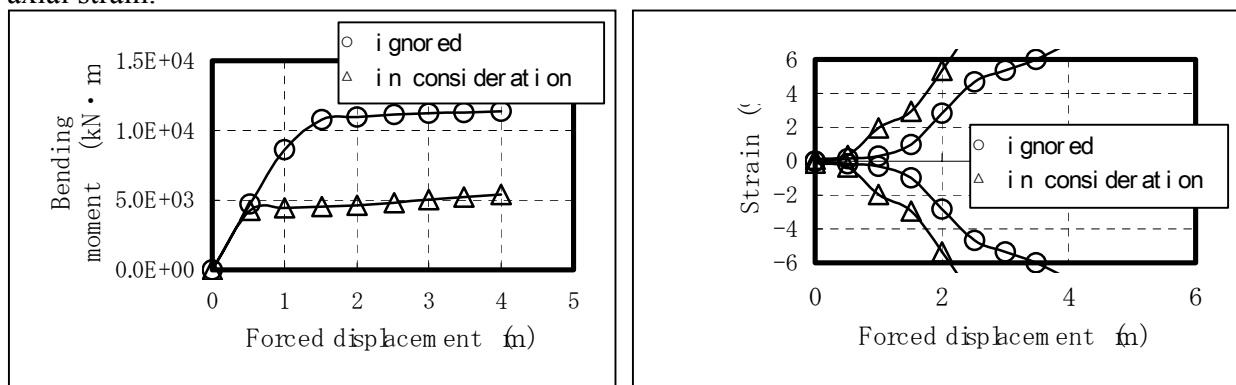 axial strain.
ignored
in consideration
1.5E+04
1.0E+04
5.0E+03
0.0E+00
Bending
moment (kN・m
0 1 2 3 4 5
Forced displacement (m)
ignored
in consideration
6
4
2
0
-2
-4
-6
Strain (
0 2 4 6
Forced displacement (m)